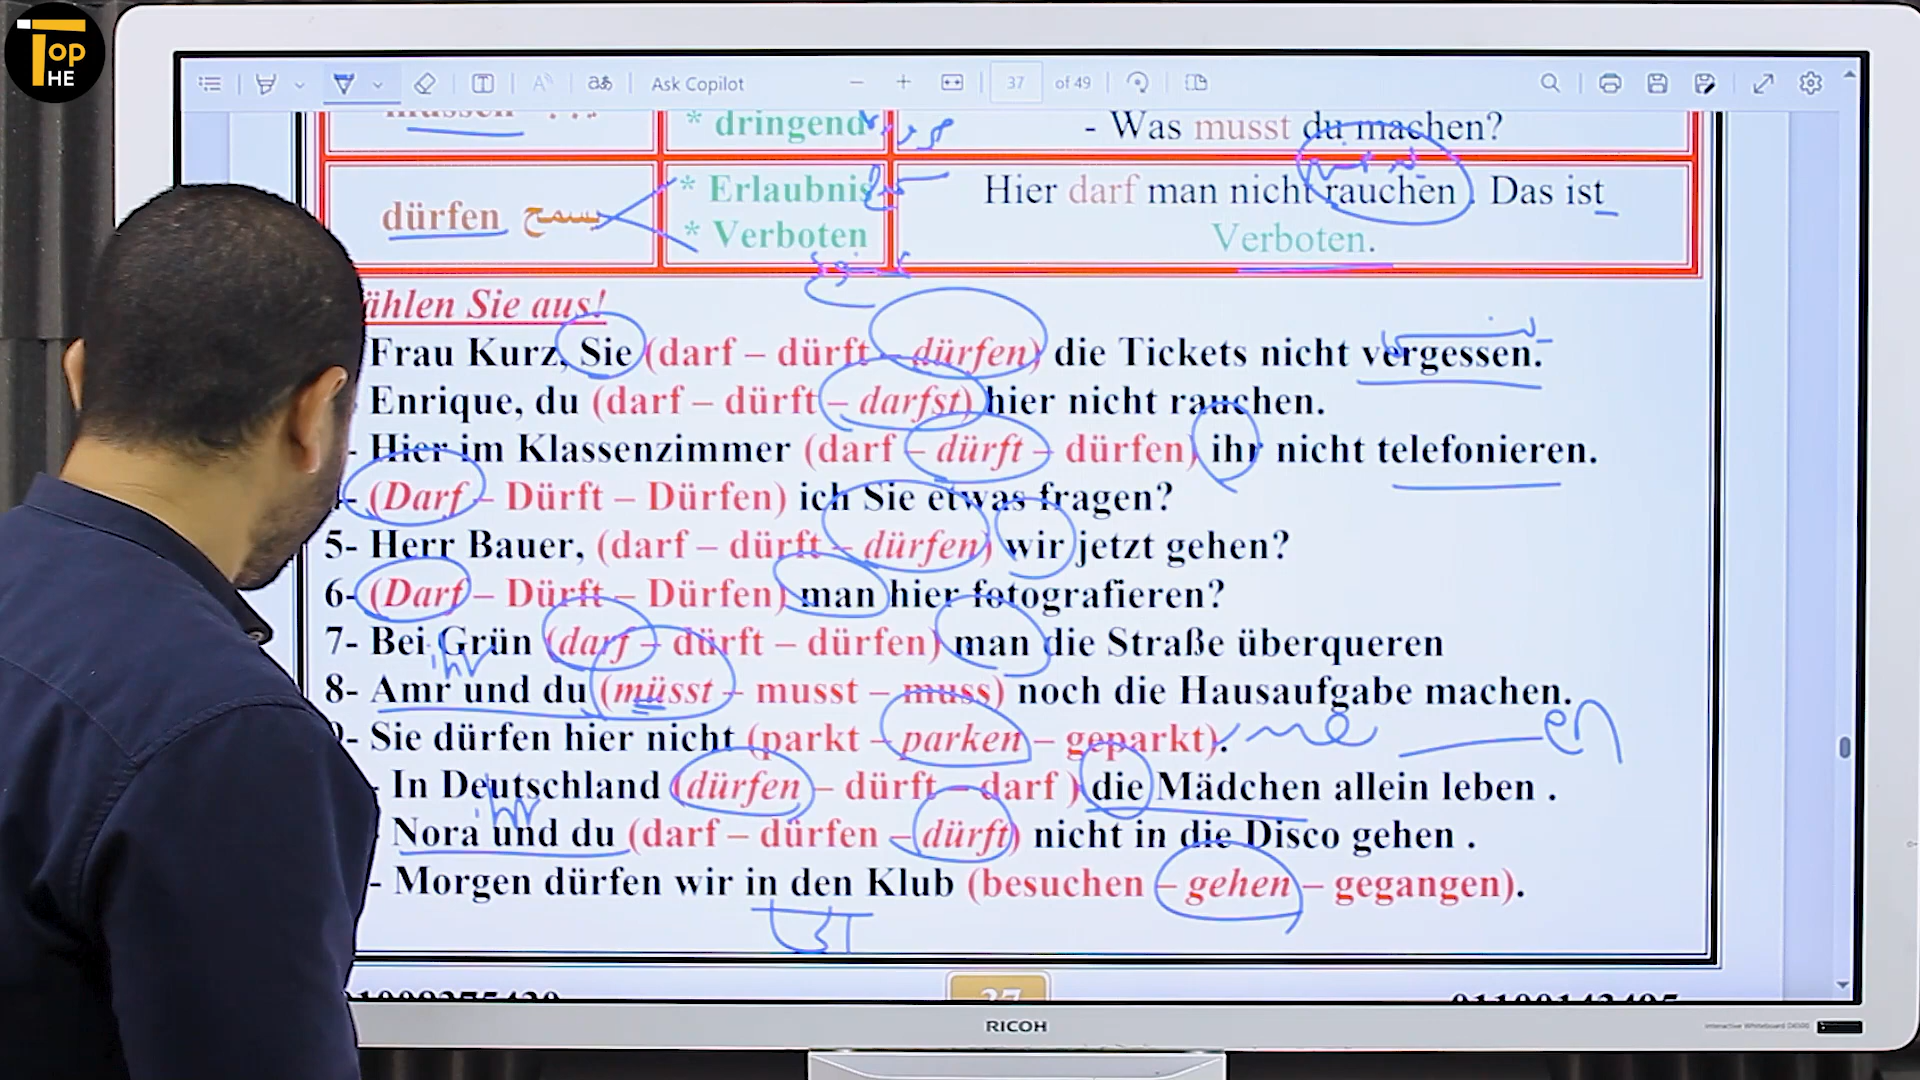 TOP
HE
Ask Copilot
37 of 49
müssen
* dringend
- Was musst du machen?
dürfen يسمح
* Erlaubnis
* Verboten
Hier darf man nicht rauchen. Das ist
Verboten.
ählen Sie aus!
Frau Kurz, Sie (darf – dürft – dürfen) die Tickets nicht vergessen.
Enrique, du (darf – dürft – darfst) hier nicht rauchen.
- Hier im Klassenzimmer (darf – dürft – dürfen) ihr nicht telefonieren.
- (Darf – Dürft – Dürfen) ich Sie etwas fragen?
5- Herr Bauer, (darf – dürft – dürfen) wir jetzt gehen?
6- (Darf – Dürft – Dürfen) man hier fotografieren?
7- Bei Grün (darf – dürft – dürfen) man die Straße überqueren
ihr
8- Amr und du (müsst – musst – muss) noch die Hausaufgabe machen.
9- Sie dürfen hier nicht (parkt – parken – geparkt).
en
- In Deutschland (dürfen – dürft – darf ) die Mädchen allein leben .
ihr
- Nora und du (darf – dürfen – dürft) nicht in die Disco gehen .
- Morgen dürfen wir in den Klub (besuchen – gehen – gegangen).
37
RICOH